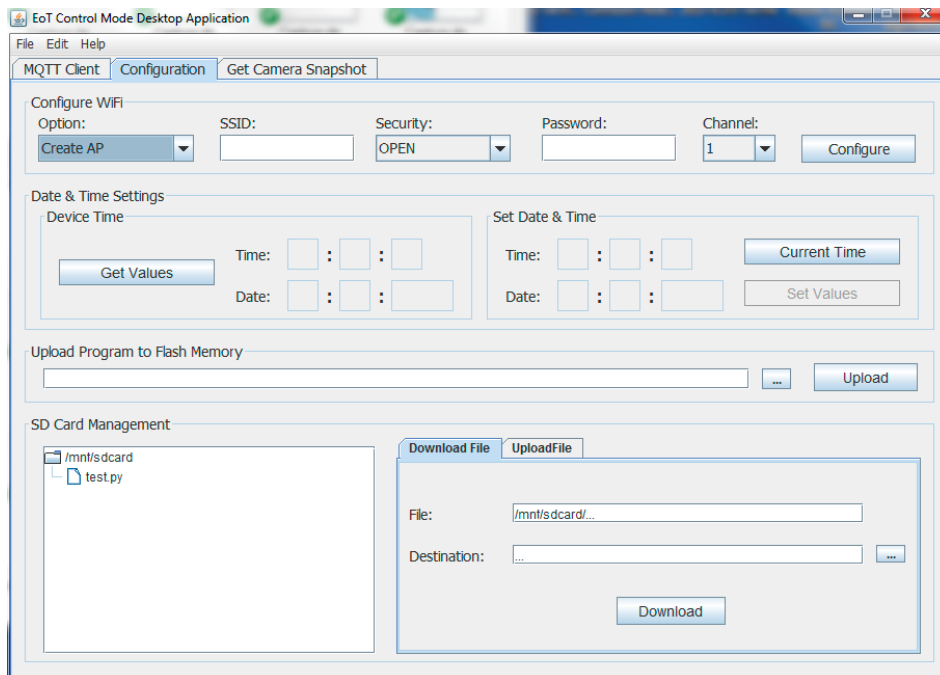 EoT Control Mode Desktop Application
File Edit Help
MQTT Client Configuration Get Camera Snapshot
Configure WiFi
Option: SSID: Security: Password: Channel:
Create AP OPEN 1 Configure
Date & Time Settings
Device Time Set Date & Time
Time: : : Time: : : Current Time
Get Values
Date: : : Date: : : Set Values
Upload Program to Flash Memory
... Upload
SD Card Management
/mnt/sdcard
test.py
Download File UploadFile
File: /mnt/sdcard/...
Destination: ... ...
Download